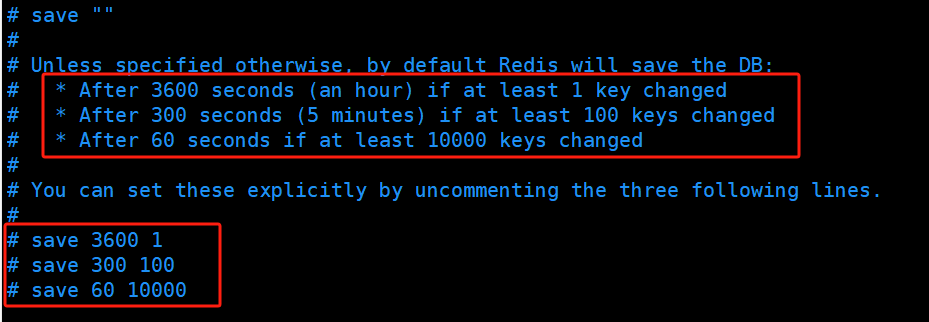 # save ""
#
# Unless specified otherwise, by default Redis will save the DB:
#   * After 3600 seconds (an hour) if at least 1 key changed
#   * After 300 seconds (5 minutes) if at least 100 keys changed
#   * After 60 seconds if at least 10000 keys changed
#
# You can set these explicitly by uncommenting the three following lines.
#
# save 3600 1
# save 300 100
# save 60 10000